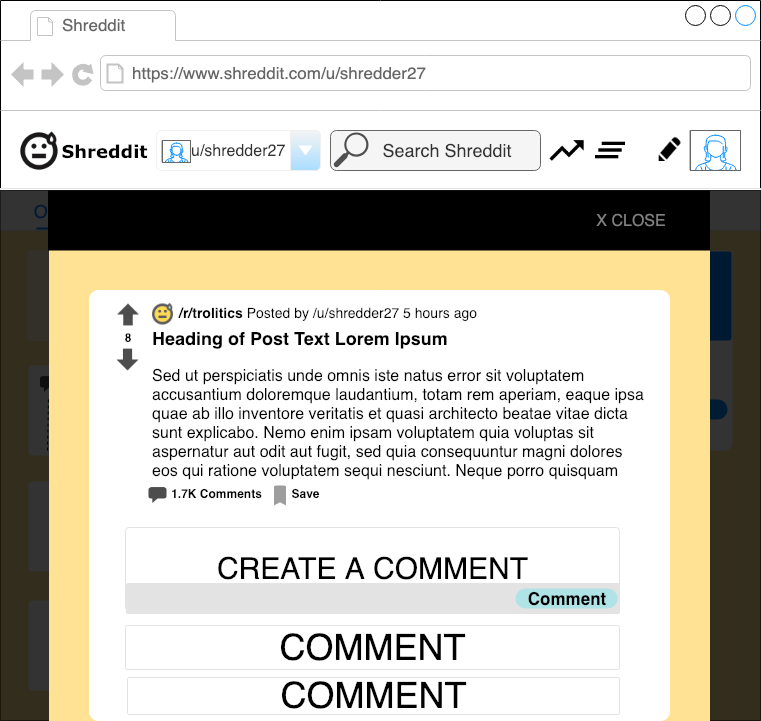 Shreddit
https://www.shreddit.com/u/shredder27
Shreddit
u/shredder27
Search Shreddit
O
X CLOSE
/r/trolitics Posted by /u/shredder27 5 hours ago
8
Heading of Post Text Lorem Ipsum
Sed ut perspiciatis unde omnis iste natus error sit voluptatem
accusantium doloremque laudantium, totam rem aperiam, eaque ipsa
quae ab illo inventore veritatis et quasi architecto beatae vitae dicta
sunt explicabo. Nemo enim ipsam voluptatem quia voluptas sit
aspernatur aut odit aut fugit, sed quia consequuntur magni dolores
eos qui ratione voluptatem sequi nesciunt. Neque porro quisquam
1.7K Comments
Save
CREATE A COMMENT
Comment
COMMENT
COMMENT